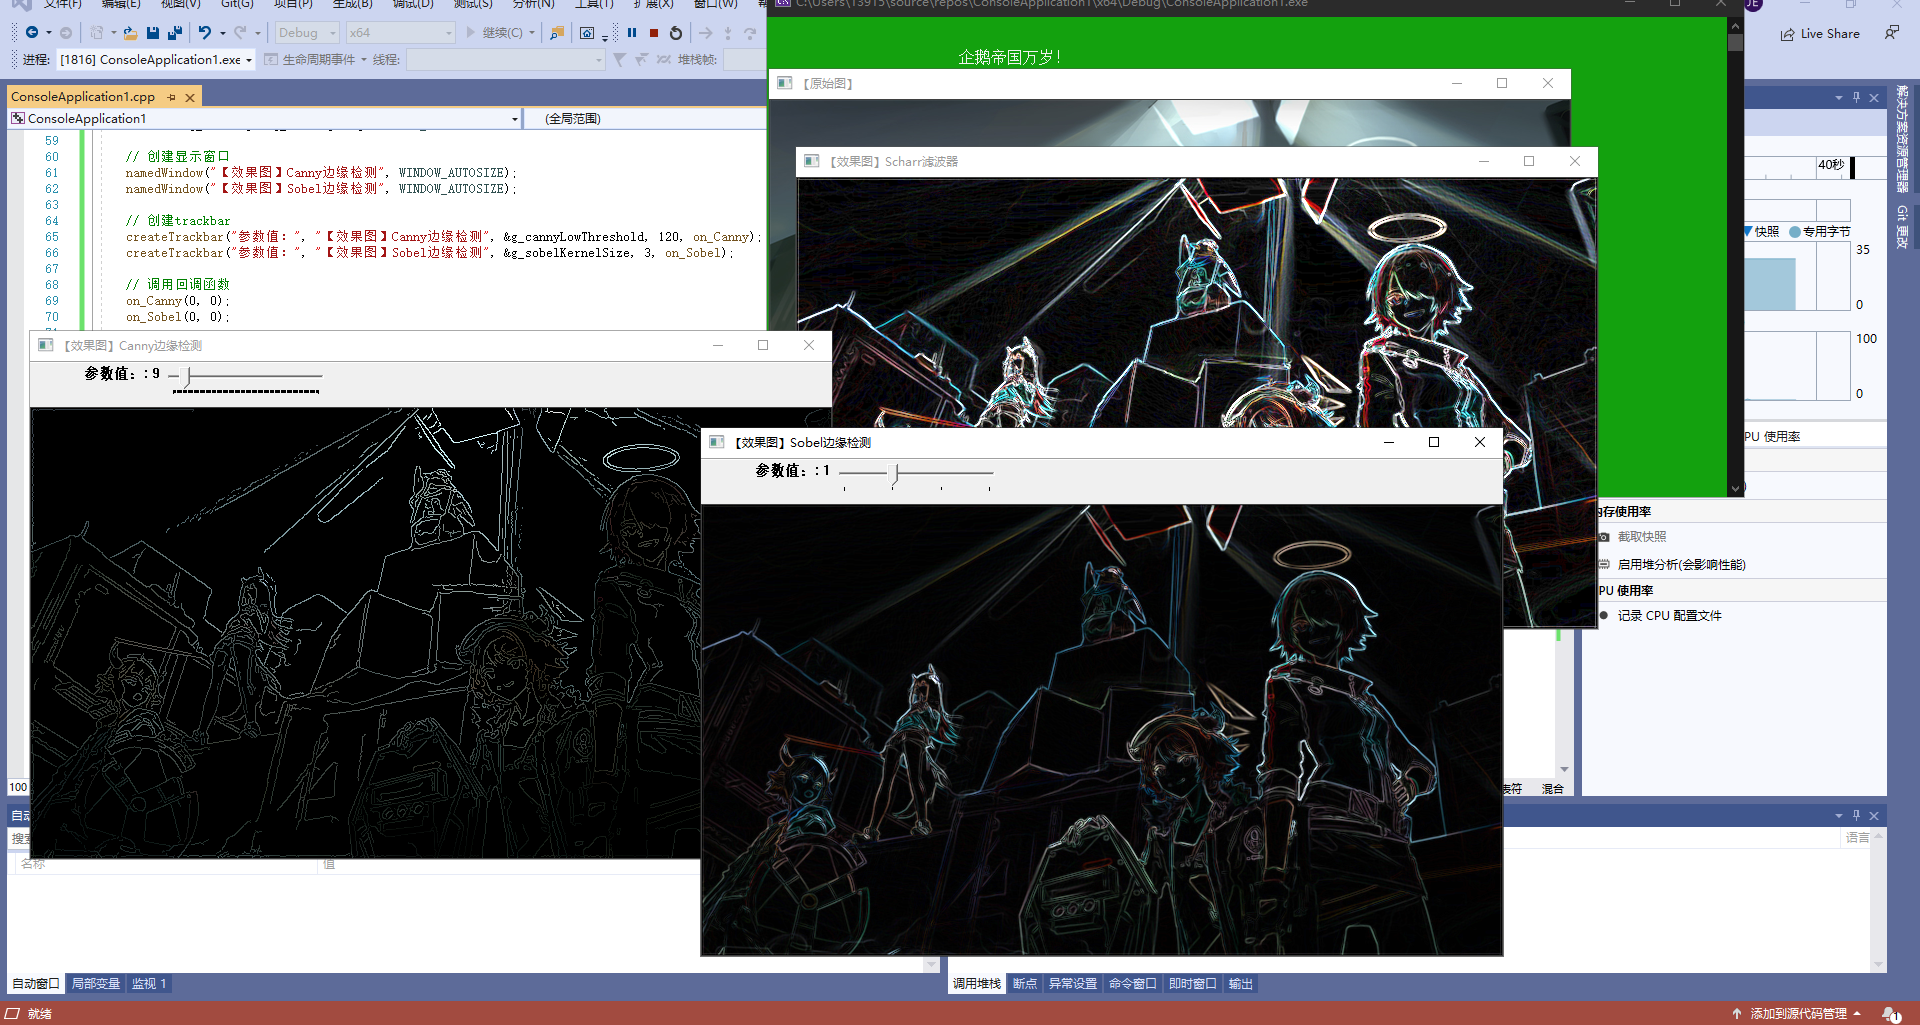 文件(F) 编辑(E) 视图(V) Git(G) 项目(P) 生成(B) 调试(D) 测试(S) 分析(N) 工具(T) 扩展(X) 窗口(W)
C:\Users\13915\source\repos\ConsoleApplication1\x64\Debug\ConsoleApplication1.exe
JE
Debug x64 继续(C)
Live Share
进程: [1816] ConsoleApplication1.exe 生命周期事件 线程: 堆栈帧:
企鹅帝国万岁!
ConsoleApplication1.cpp
ConsoleApplication1 (全局范围)
59
60 // 创建显示窗口
61 namedWindow("【效果图】Canny边缘检测", WINDOW_AUTOSIZE);
62 namedWindow("【效果图】Sobel边缘检测", WINDOW_AUTOSIZE);
63
64 // 创建trackbar
65 createTrackbar("参数值：", "【效果图】Canny边缘检测", &g_cannyLowThreshold, 120, on_Canny);
66 createTrackbar("参数值：", "【效果图】Sobel边缘检测", &g_sobelKernelSize, 3, on_Sobel);
67
68 // 调用回调函数
69 on_Canny(0, 0);
70 on_Sobel(0, 0);
【原始图】
【效果图】Scharr滤波器
【效果图】Canny边缘检测
参数值：: 9
【效果图】Sobel边缘检测
参数值：: 1
解决方案资源管理器
Git 更改
40秒
快照 专用字节
35
0
100
0
PU 使用率
内存使用率
截取快照
启用堆分析(会影响性能)
PU 使用率
记录 CPU 配置文件
100
自动
搜索
名称 值
表符 混合
语言
自动窗口 局部变量 监视 1
调用堆栈 断点 异常设置 命令窗口 即时窗口 输出
就绪
添加到源代码管理
1